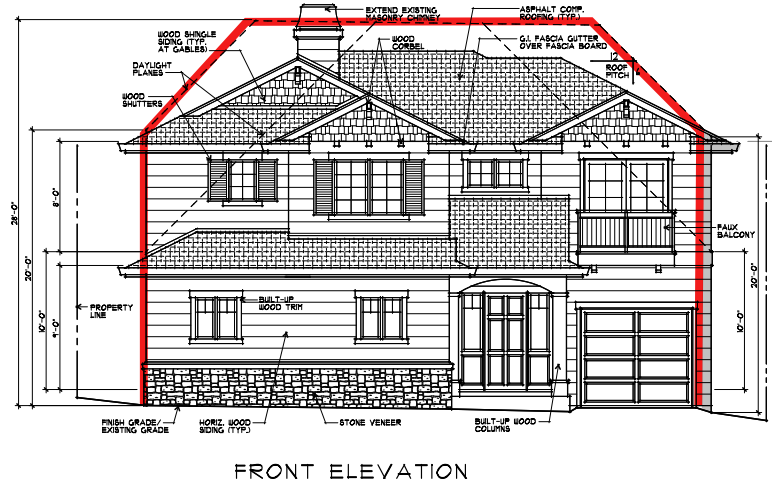 EXTEND EXISTING
MASONRY CHIMNEY
ASPHALT COMP.
ROOFING (TYP.)
WOOD SHINGLE
SIDING (TYP.
AT GABLES)
WOOD
CORBEL
G.I. FASCIA GUTTER
OVER FASCIA BOARD
DAYLIGHT
PLANES
12
ROOF
PITCH
WOOD
SHUTTERS
28'-0"
8'-0"
20'-0"
10'-0"
9'-0"
FAUX
BALCONY
20'-0"
10'-0"
PROPERTY
LINE
BUILT-UP
WOOD TRIM
FINISH GRADE/
EXISTING GRADE
HORIZ. WOOD
SIDING (TYP.)
STONE VENEER
BUILT-UP WOOD
COLUMNS
FRONT ELEVATION